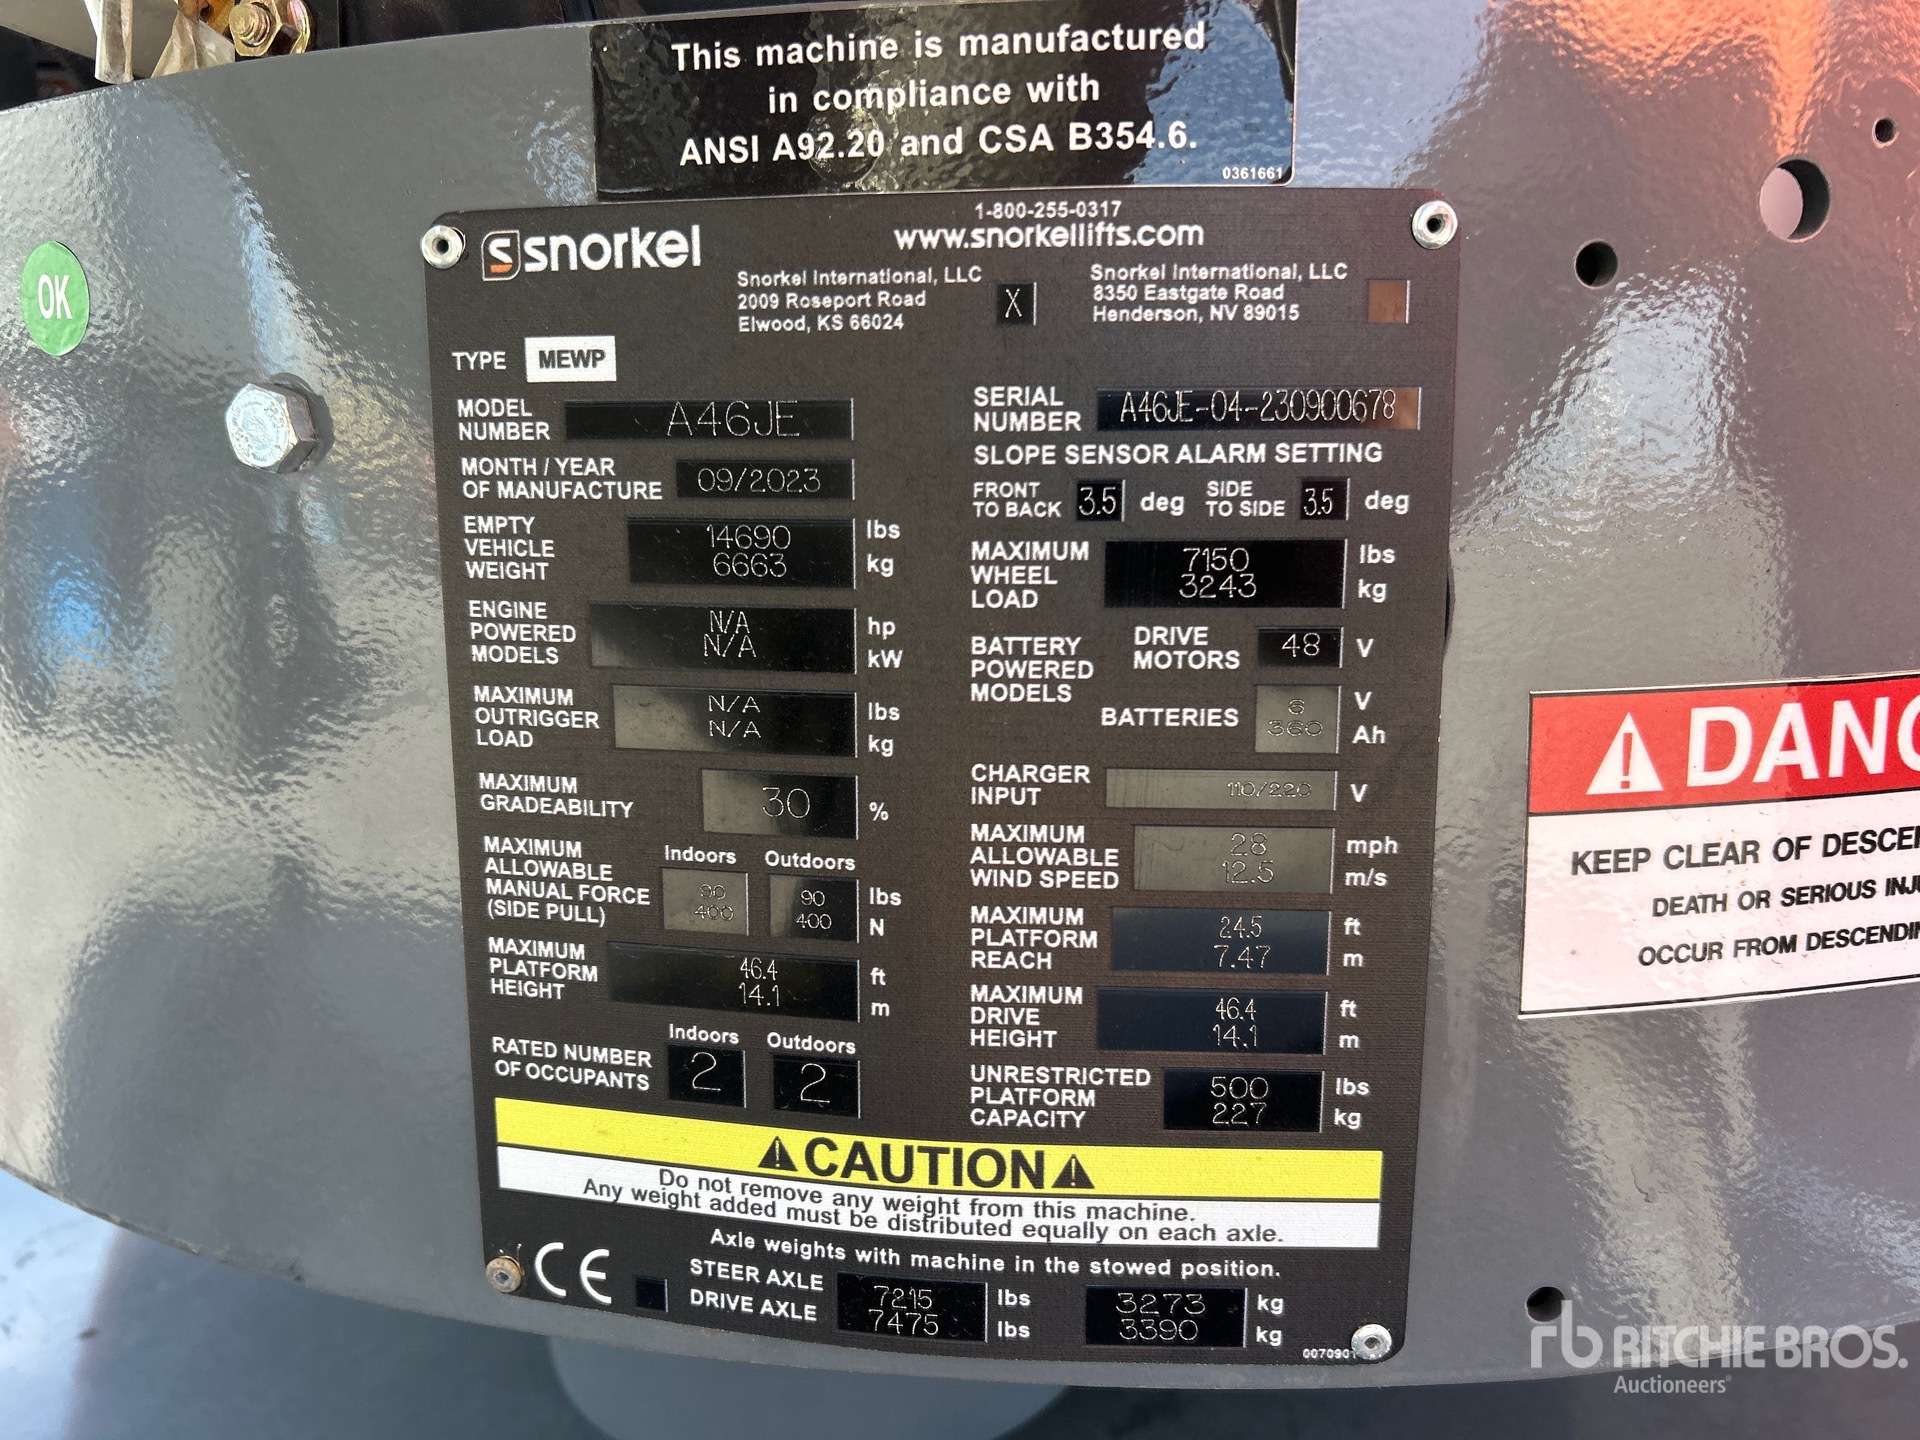 This machine is manufactured
in compliance with
ANSI A92.20 and CSA B354.6.
0361661
OK
snorkel
1-800-255-0317
www.snorkellifts.com
Snorkel International, LLC
2009 Roseport Road
Elwood, KS 66024
X
Snorkel International, LLC
8350 Eastgate Road
Henderson, NV 89015
TYPE MEWP
MODEL NUMBER A46JE
MONTH / YEAR OF MANUFACTURE 09/2023
EMPTY VEHICLE WEIGHT
14690 lbs
6663 kg
ENGINE POWERED MODELS
N/A hp
N/A kW
MAXIMUM OUTRIGGER LOAD
N/A lbs
N/A kg
MAXIMUM GRADEABILITY 30 %
MAXIMUM ALLOWABLE MANUAL FORCE (SIDE PULL)
Indoors Outdoors
90 90 lbs
400 400 N
MAXIMUM PLATFORM HEIGHT
46.4 ft
14.1 m
RATED NUMBER OF OCCUPANTS
Indoors Outdoors
2 2
SERIAL NUMBER A46JE-04-230900678
SLOPE SENSOR ALARM SETTING
FRONT TO BACK 3.5 deg SIDE TO SIDE 3.5 deg
MAXIMUM WHEEL LOAD
7150 lbs
3243 kg
BATTERY POWERED MODELS
DRIVE MOTORS 48 V
BATTERIES
6 V
360 Ah
CHARGER INPUT 110/220 V
MAXIMUM ALLOWABLE WIND SPEED
28 mph
12.5 m/s
MAXIMUM PLATFORM REACH
24.5 ft
7.47 m
MAXIMUM DRIVE HEIGHT
46.4 ft
14.1 m
UNRESTRICTED PLATFORM CAPACITY
500 lbs
227 kg
CAUTION
Do not remove any weight from this machine.
Any weight added must be distributed equally on each axle.
Axle weights with machine in the stowed position.
CE
STEER AXLE 7215 lbs 3273 kg
DRIVE AXLE 7475 lbs 3390 kg
007090
DANG
KEEP CLEAR OF DESCE
DEATH OR SERIOUS INJU
OCCUR FROM DESCENDIN
rb RITCHIE BROS.
Auctioneers